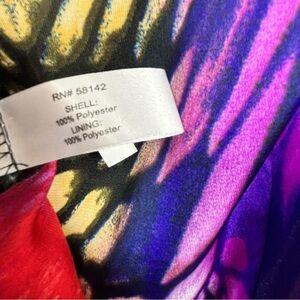 RN# 58142
SHELL:
100% Polyester
LINING:
100% Polyester